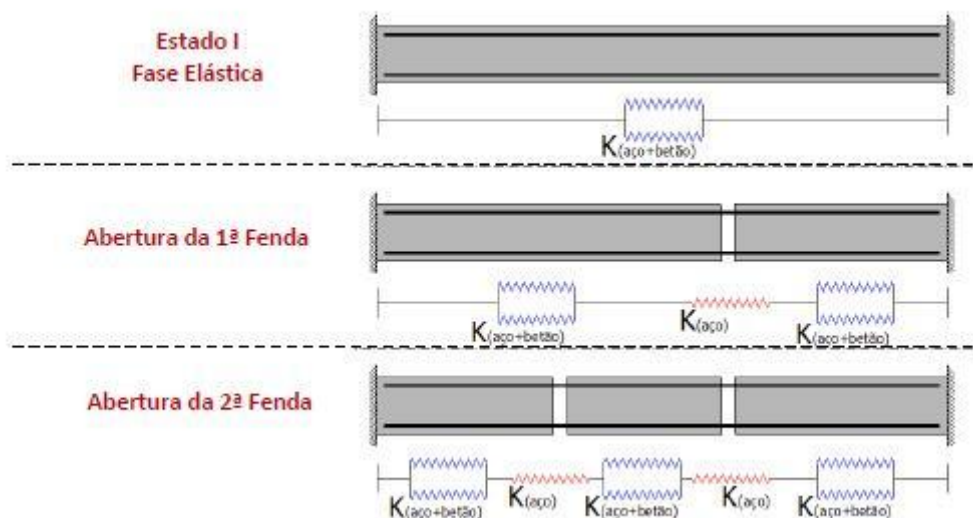 Estado I
Fase Elástica
K(aço+betão)
Abertura da 1ª Fenda
K(aço+betão)
K(aço)
K(aço+betão)
Abertura da 2ª Fenda
K(aço+betão)
K(aço)
K(aço+betão)
K(aço)
K(aço+betão)